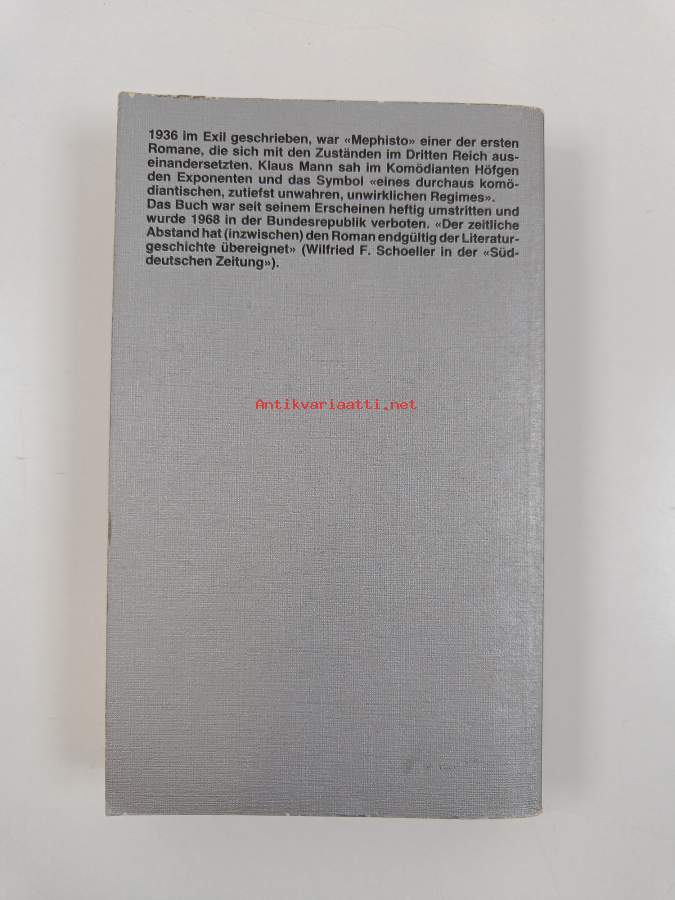 1936 im Exil geschrieben, war «Mephisto» einer der ersten
Romane, die sich mit den Zuständen im Dritten Reich aus-
einandersetzten. Klaus Mann sah im Komödianten Höfgen
den Exponenten und das Symbol «eines durchaus komö-
diantischen, zutiefst unwahren, unwirklichen Regimes».
Das Buch war seit seinem Erscheinen heftig umstritten und
wurde 1968 in der Bundesrepublik verboten. «Der zeitliche
Abstand hat (inzwischen) den Roman endgültig der Literatur-
geschichte übereignet» (Wilfried F. Schoeller in der «Süd-
deutschen Zeitung»).
Antikvariaatti.net